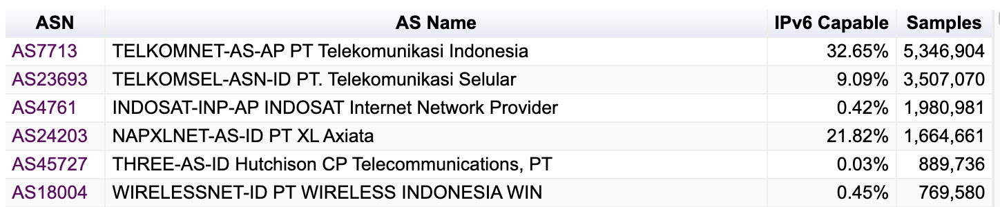 ASN AS Name IPv6 Capable Samples
AS7713 TELKOMNET-AS-AP PT Telekomunikasi Indonesia 32.65% 5,346,904
AS23693 TELKOMSEL-ASN-ID PT. Telekomunikasi Selular 9.09% 3,507,070
AS4761 INDOSAT-INP-AP INDOSAT Internet Network Provider 0.42% 1,980,981
AS24203 NAPXLNET-AS-ID PT XL Axiata 21.82% 1,664,661
AS45727 THREE-AS-ID Hutchison CP Telecommunications, PT 0.03% 889,736
AS18004 WIRELESSNET-ID PT WIRELESS INDONESIA WIN 0.45% 769,580